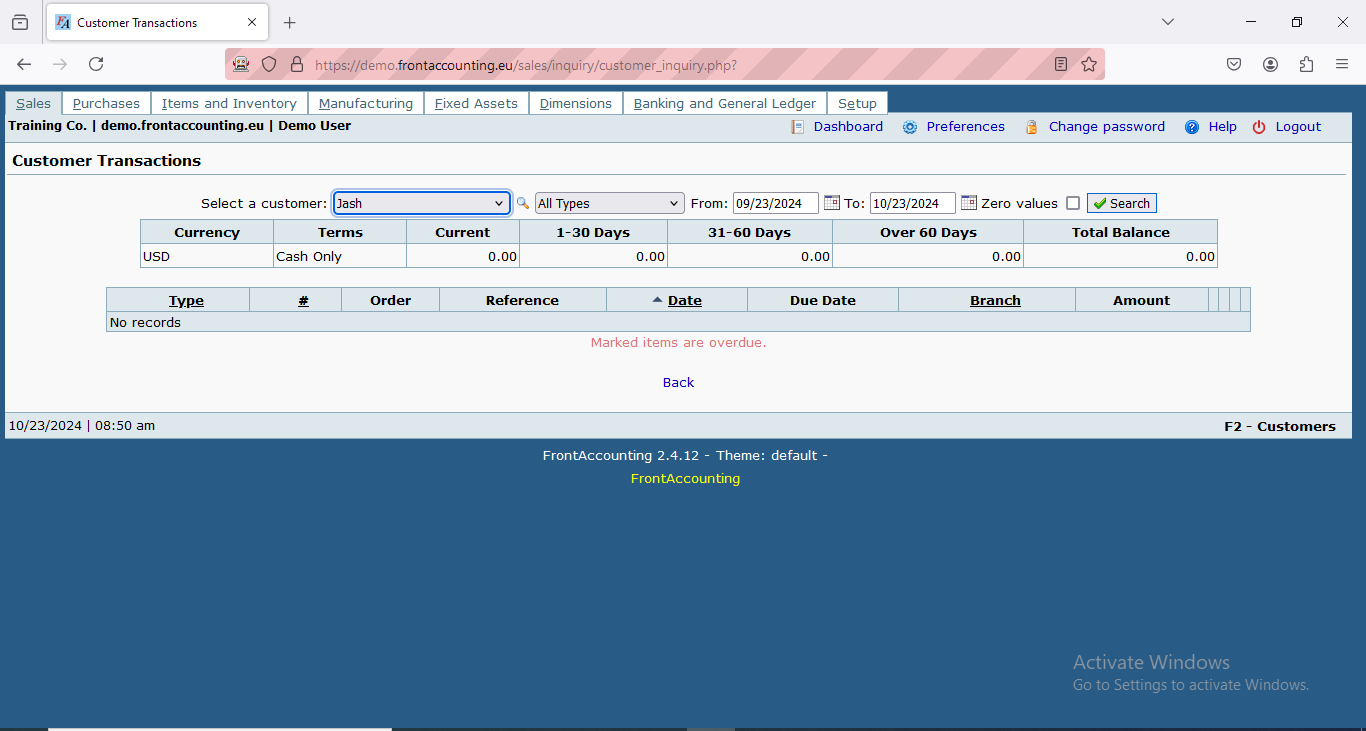 Customer Transactions
https://demo.frontaccounting.eu/sales/inquiry/customer_inquiry.php?
Sales Purchases Items and Inventory Manufacturing Fixed Assets Dimensions Banking and General Ledger Setup
Training Co. | demo.frontaccounting.eu | Demo User Dashboard Preferences Change password Help Logout
Customer Transactions
Select a customer: Jash All Types From: 09/23/2024 To: 10/23/2024 Zero values Search
Currency Terms Current 1-30 Days 31-60 Days Over 60 Days Total Balance
USD Cash Only 0.00 0.00 0.00 0.00 0.00
Type # Order Reference Date Due Date Branch Amount
No records
Marked items are overdue.
Back
10/23/2024 | 08:50 am F2 - Customers
FrontAccounting 2.4.12 - Theme: default -
FrontAccounting
Activate Windows
Go to Settings to activate Windows.